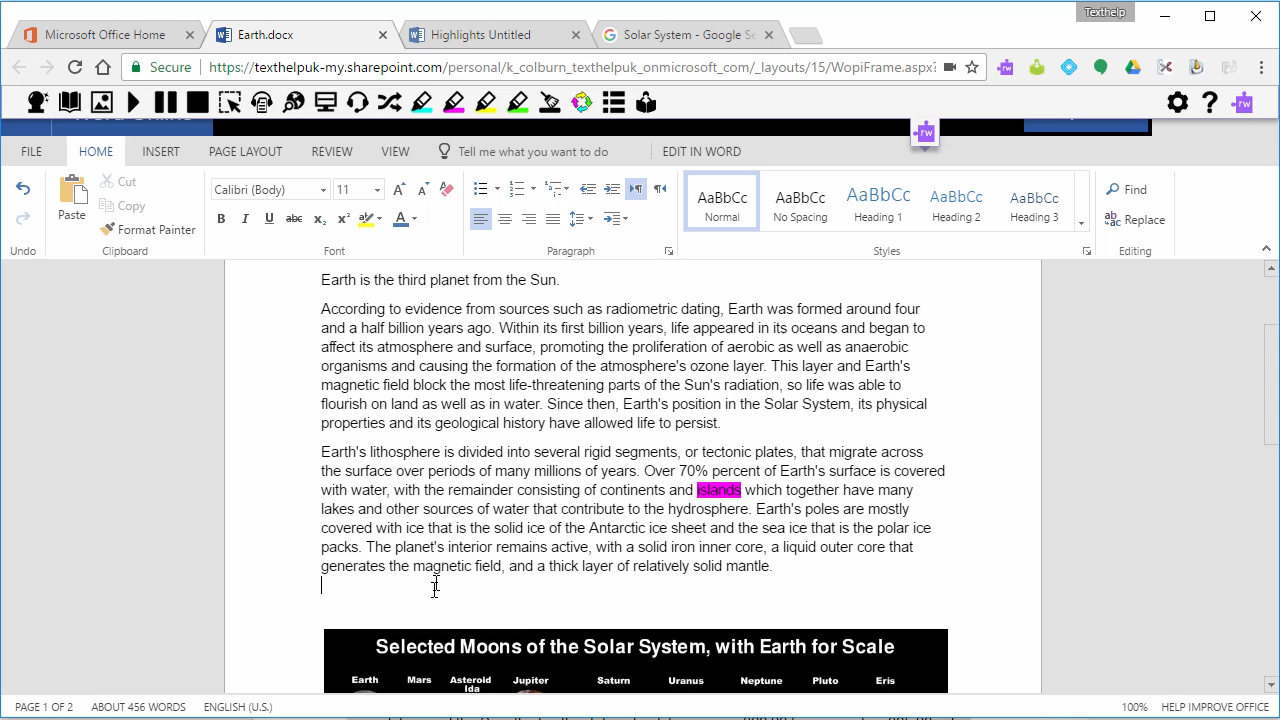 Texthelp
Microsoft Office Home
Earth.docx
Highlights Untitled
Solar System - Google Se
Secure
https://texthelpuk-my.sharepoint.com/personal/k_colburn_texthelpuk_onmicrosoft_com/_layouts/15/WopiFrame.aspx?
rw
FILE HOME INSERT PAGE LAYOUT REVIEW VIEW Tell me what you want to do EDIT IN WORD
Undo
Paste
Cut
Copy
Format Painter
Clipboard
Calibri (Body) 11
B I U abc x₂ x² A
Font
Paragraph
AaBbCc AaBbCc AaBbCc AaBbCc AaBbCc
Normal No Spacing Heading 1 Heading 2 Heading 3
Styles
Find
Replace
Editing
Earth is the third planet from the Sun.
According to evidence from sources such as radiometric dating, Earth was formed around four
and a half billion years ago. Within its first billion years, life appeared in its oceans and began to
affect its atmosphere and surface, promoting the proliferation of aerobic as well as anaerobic
organisms and causing the formation of the atmosphere's ozone layer. This layer and Earth's
magnetic field block the most life-threatening parts of the Sun's radiation, so life was able to
flourish on land as well as in water. Since then, Earth's position in the Solar System, its physical
properties and its geological history have allowed life to persist.
Earth's lithosphere is divided into several rigid segments, or tectonic plates, that migrate across
the surface over periods of many millions of years. Over 70% percent of Earth's surface is covered
with water, with the remainder consisting of continents and islands which together have many
lakes and other sources of water that contribute to the hydrosphere. Earth's poles are mostly
covered with ice that is the solid ice of the Antarctic ice sheet and the sea ice that is the polar ice
packs. The planet's interior remains active, with a solid iron inner core, a liquid outer core that
generates the magnetic field, and a thick layer of relatively solid mantle.
Selected Moons of the Solar System, with Earth for Scale
Earth Mars Asteroid Jupiter Saturn Uranus Neptune Pluto Eris
Ida
PAGE 1 OF 2 ABOUT 456 WORDS ENGLISH (U.S.) 100% HELP IMPROVE OFFICE